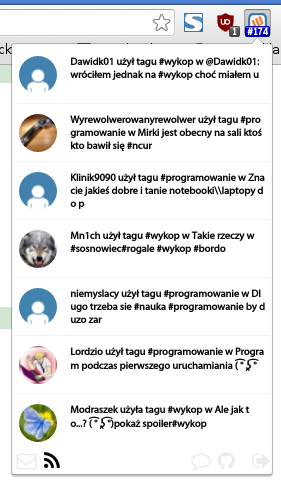 1
#174
Dawidk01 użył tagu #wykop w @Dawidk01:
wróciłem jednak na #wykop choć miałem u
Wyrewolwerowanyrewolwer użył tagu #pro
gramowanie w Mirki jest obecny na sali ktoś
kto bawił się #ncur
Klinik9090 użył tagu #programowanie w Zna
cie jakieś dobre i tanie notebooki\\laptopy d
o p
Mn1ch użył tagu #wykop w Takie rzeczy w
#sosnowiec#rogale #wykop #bordo
niemyslacy użył tagu #programowanie w Dl
ugo trzeba sie #nauka #programowanie by d
uzo zar
Lordzio użył tagu #programowanie w Progra
m podczas pierwszego uruchamiania ( ͡° ͜ʖ ͡°
Modraszek użyła tagu #wykop w Ale jak t
o...? ( ͡° ͜ʖ ͡°)pokaż spoiler#wykop